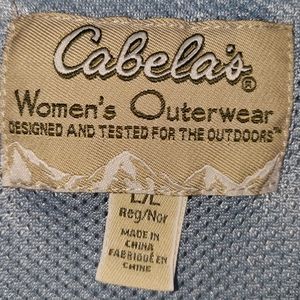 Cabela's®
Women's Outerwear
DESIGNED AND TESTED FOR THE OUTDOORS™
L/L
Reg/Nor
MADE IN
CHINA
FABRIQUÉ EN
CHINE